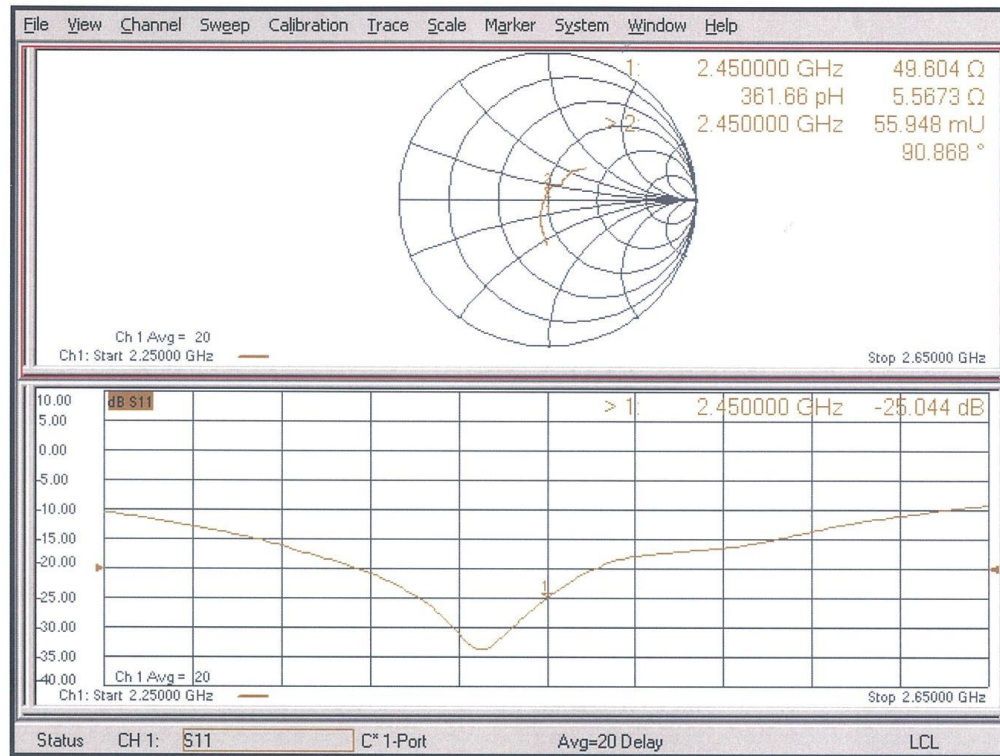 File View Channel Sweep Calibration Trace Scale Marker System Window Help
1: 2.450000 GHz 49.604 Ω
361.66 pH 5.5673 Ω
> 2: 2.450000 GHz 55.948 mU
90.868 °
Ch 1 Avg = 20
Ch1: Start 2.25000 GHz
Stop 2.65000 GHz
10.00
dB S11
> 1: 2.450000 GHz -25.044 dB
5.00
0.00
-5.00
-10.00
-15.00
-20.00
-25.00
1
-30.00
-35.00
-40.00
Ch 1 Avg = 20
Ch1: Start 2.25000 GHz
Stop 2.65000 GHz
Status CH 1: S11 C* 1-Port Avg=20 Delay LCL